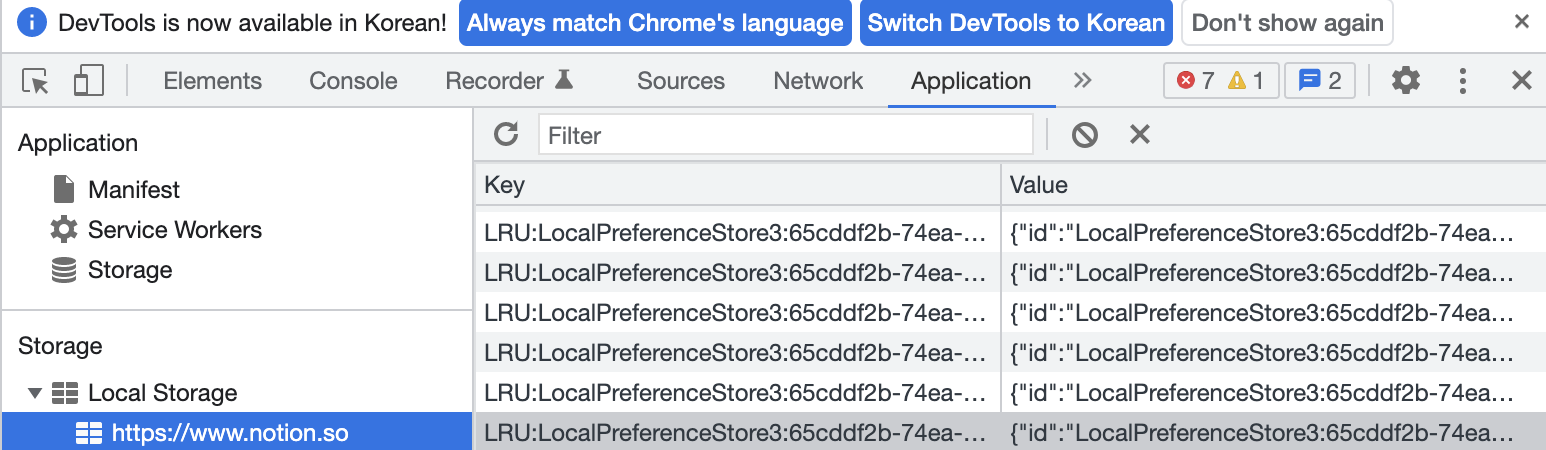 DevTools is now available in Korean! Always match Chrome's language Switch DevTools to Korean Don't show again
Elements Console Recorder Sources Network Application 7 1 2
Application
Manifest
Service Workers
Storage
Storage
Local Storage
https://www.notion.so
Filter
Key Value
LRU:LocalPreferenceStore3:65cddf2b-74ea-… {"id":"LocalPreferenceStore3:65cddf2b-74ea…
LRU:LocalPreferenceStore3:65cddf2b-74ea-… {"id":"LocalPreferenceStore3:65cddf2b-74ea…
LRU:LocalPreferenceStore3:65cddf2b-74ea-… {"id":"LocalPreferenceStore3:65cddf2b-74ea…
LRU:LocalPreferenceStore3:65cddf2b-74ea-… {"id":"LocalPreferenceStore3:65cddf2b-74ea…
LRU:LocalPreferenceStore3:65cddf2b-74ea-… {"id":"LocalPreferenceStore3:65cddf2b-74ea…
LRU:LocalPreferenceStore3:65cddf2b-74ea-… {"id":"LocalPreferenceStore3:65cddf2b-74ea…